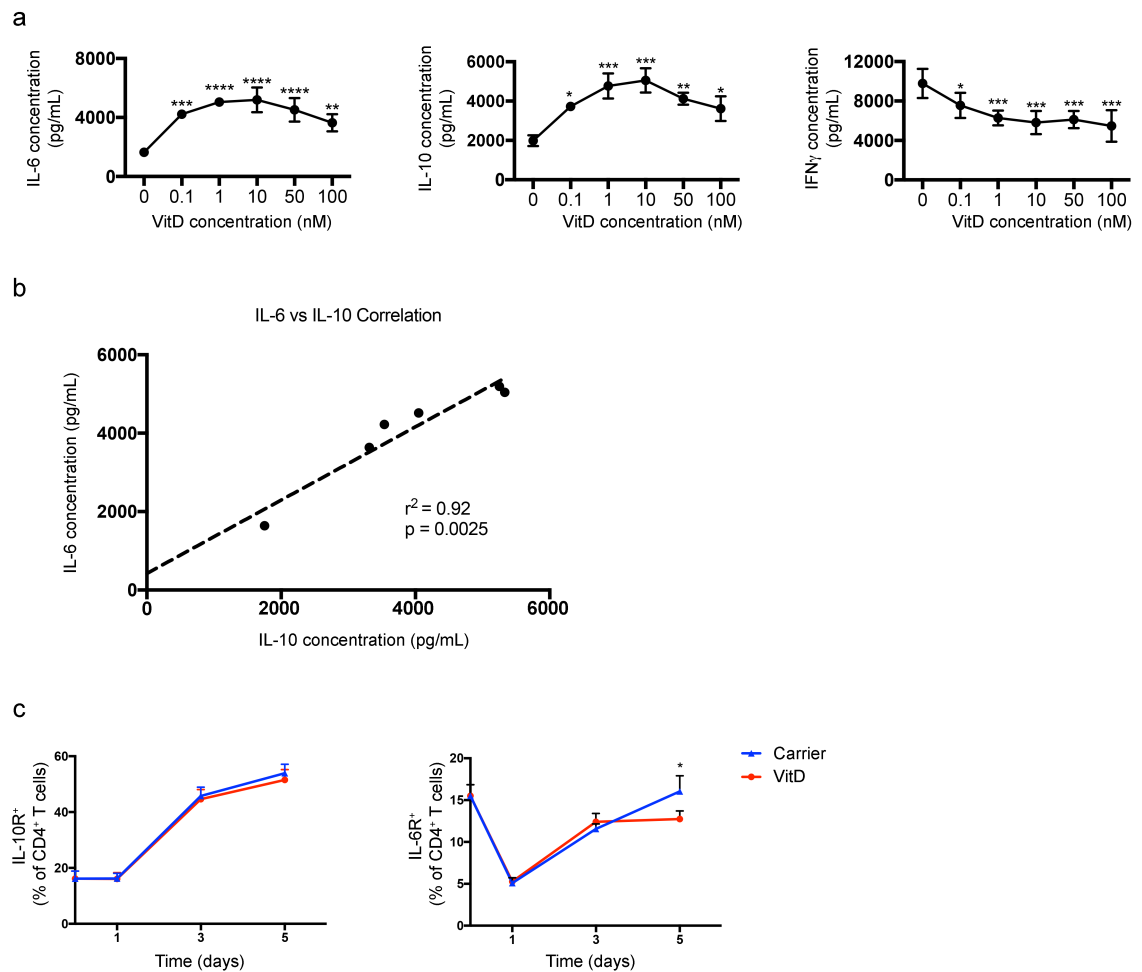 a
IL-6 concentration
(pg/mL)
8000
4000
0
*** **** **** **** **
0 0.1 1 10 50 100
VitD concentration (nM)
IL-10 concentration
(pg/mL)
6000
4000
2000
0
* *** *** ** *
0 0.1 1 10 50 100
VitD concentration (nM)
IFNγ concentration
(pg/mL)
12000
8000
4000
0
* *** *** *** ***
0 0.1 1 10 50 100
VitD concentration (nM)
b
IL-6 vs IL-10 Correlation
IL-6 concentration (pg/mL)
6000
4000
2000
0
r² = 0.92
p = 0.0025
0 2000 4000 6000
IL-10 concentration (pg/mL)
c
IL-10R⁺
(% of CD4⁺ T cells)
60
40
20
0
1 3 5
Time (days)
IL-6R⁺
(% of CD4⁺ T cells)
20
15
10
5
0
*
1 3 5
Time (days)
Carrier
VitD